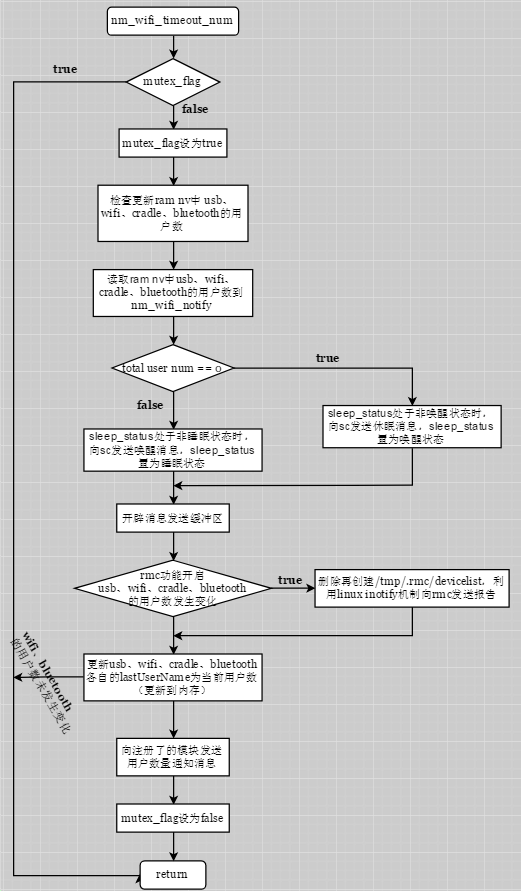 nm_wifi_timeout_num
true
mutex_flag
false
mutex_flag设为true
检查更新ram nv中 usb、
wifi、cradle、bluetooth的用
户数
读取ram nv中usb、wifi、
cradle、bluetooth的用户数到
nm_wifi_notify
total user num == 0
true
false
sleep_status处于非唤醒状态时，
向sc发送休眠消息，sleep_status
置为唤醒状态
sleep_status处于非睡眠状态时，
向sc发送唤醒消息，sleep_status
置为睡眠状态
开辟消息发送缓冲区
rmc功能开启
usb、wifi、cradle、bluetooth
的用户数发生变化
true
删除再创建/tmp/.rmc/devicelist，利
用linux inotify机制向rmc发送报告
wifi、bluetooth
的用户数未发生变化
更新usb、wifi、cradle、bluetooth
各自的lastUserName为当前用户数
（更新到内存）
向注册了的模块发送
用户数量通知消息
mutex_flag设为false
return